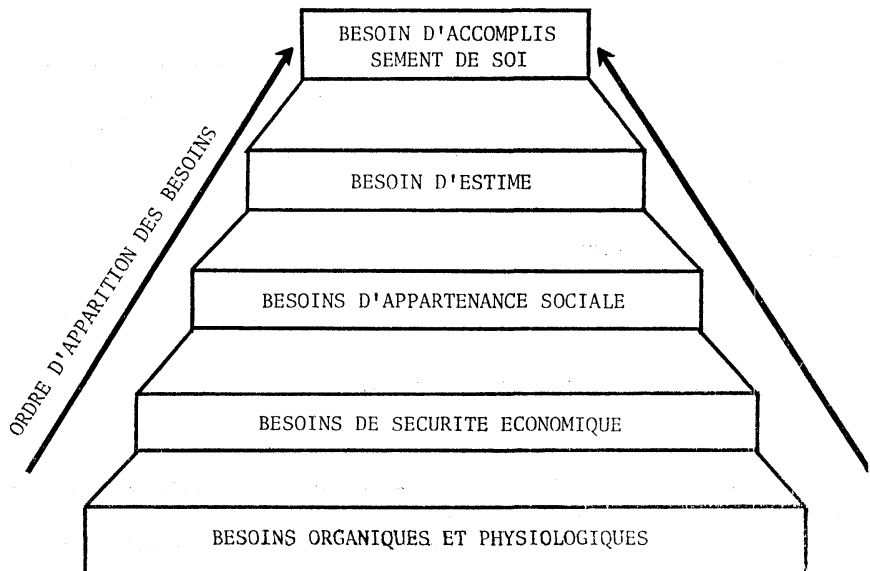 BESOIN D'ACCOMPLIS
SEMENT DE SOI
ORDRE D'APPARITION DES BESOINS
BESOIN D'ESTIME
BESOINS D'APPARTENANCE SOCIALE
BESOINS DE SECURITE ECONOMIQUE
BESOINS ORGANIQUES ET PHYSIOLOGIQUES